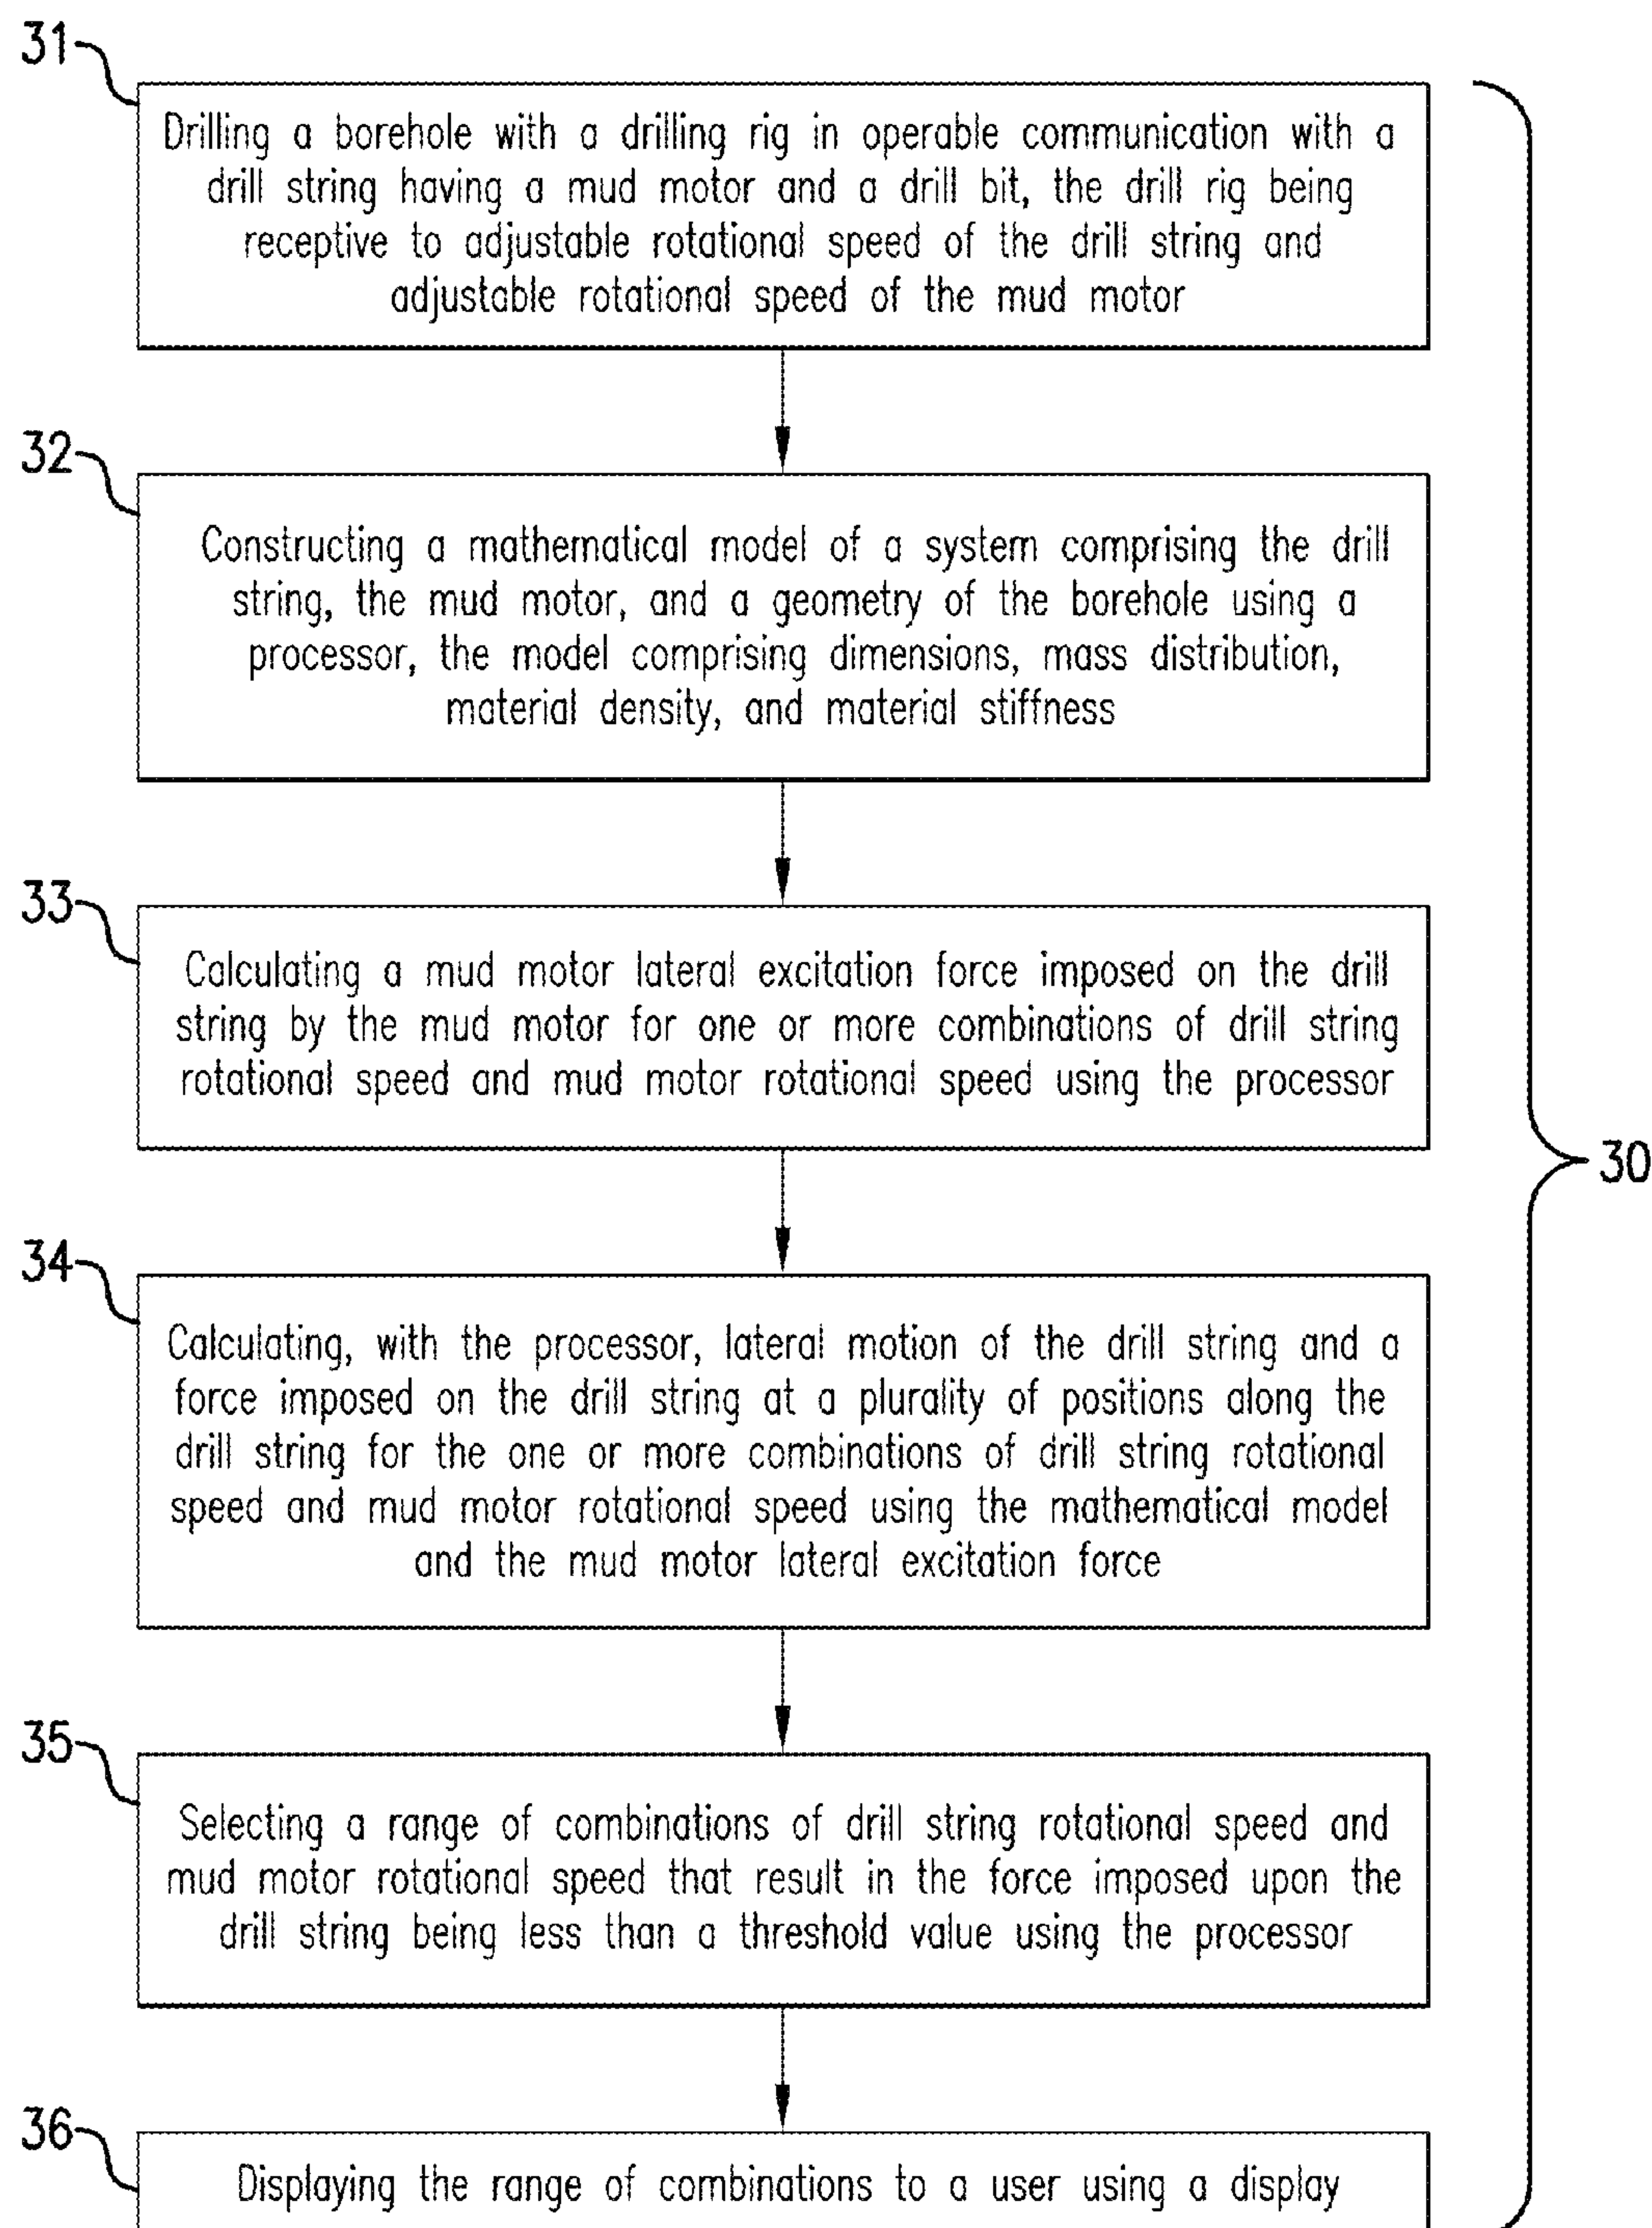 31
Drilling a borehole with a drilling rig in operable communication with a
drill string having a mud motor and a drill bit, the drill rig being
receptive to adjustable rotational speed of the drill string and
adjustable rotational speed of the mud motor
32
Constructing a mathematical model of a system comprising the drill
string, the mud motor, and a geometry of the borehole using a
processor, the model comprising dimensions, mass distribution,
material density, and material stiffness
33
Calculating a mud motor lateral excitation force imposed on the drill
string by the mud motor for one or more combinations of drill string
rotational speed and mud motor rotational speed using the processor
30
34
Calculating, with the processor, lateral motion of the drill string and a
force imposed on the drill string at a plurality of positions along the
drill string for the one or more combinations of drill string rotational
speed and mud motor rotational speed using the mathematical model
and the mud motor lateral excitation force
35
Selecting a range of combinations of drill string rotational speed and
mud motor rotational speed that result in the force imposed upon the
drill string being less than a threshold value using the processor
36
Displaying the range of combinations to a user using a display